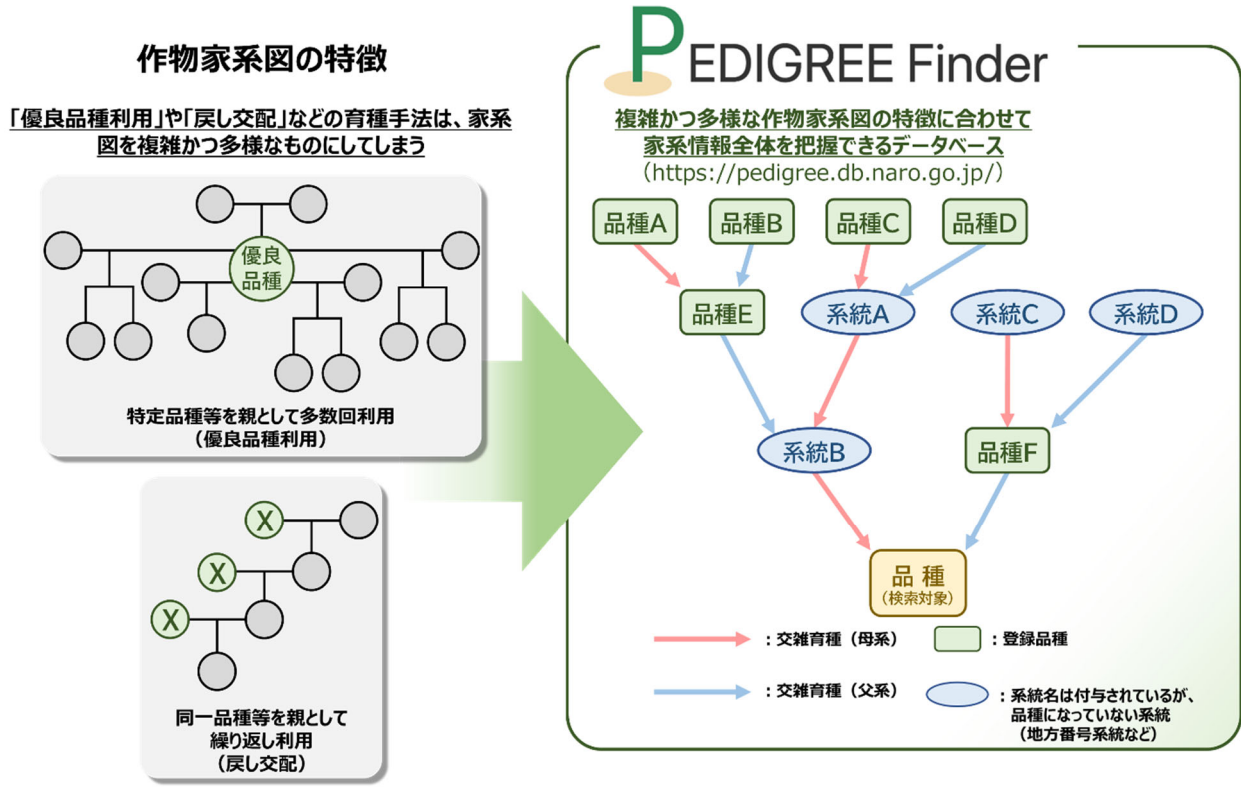 作物家系図の特徴
「優良品種利用」や「戻し交配」などの育種手法は、家系
図を複雑かつ多様なものにしてしまう
優良
品種
特定品種等を親として多数回利用
（優良品種利用）
X
X
X
同一品種等を親として
繰り返し利用
（戻し交配）
PEDIGREE Finder
複雑かつ多様な作物家系図の特徴に合わせて
家系情報全体を把握できるデータベース
（https://pedigree.db.naro.go.jp/）
品種A
品種B
品種C
品種D
品種E
系統A
系統C
系統D
系統B
品種F
品 種
（検索対象）
：交雑育種（母系）
：登録品種
：交雑育種（父系）
：系統名は付与されているが、
品種になっていない系統
（地方番号系統など）